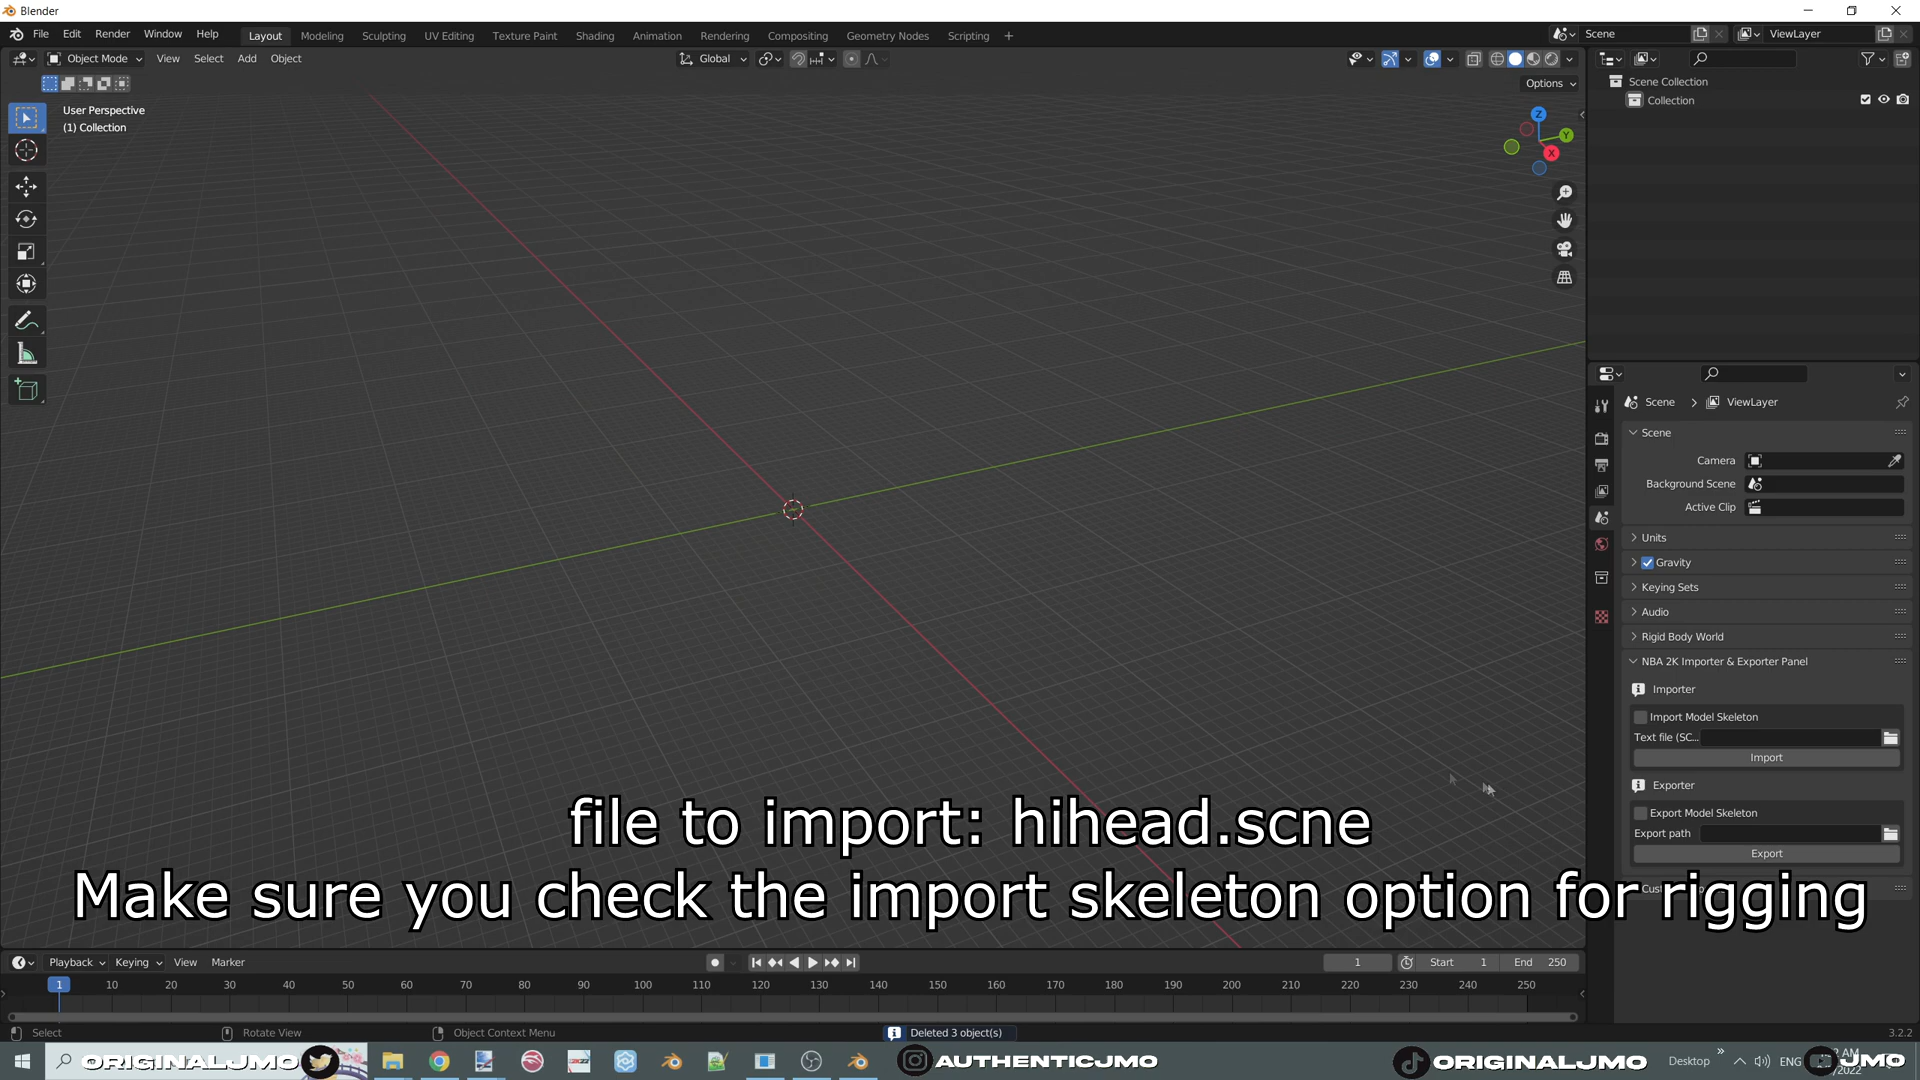 Blender
File Edit Render Window Help Layout Modeling Sculpting UV Editing Texture Paint Shading Animation Rendering Compositing Geometry Nodes Scripting + Scene ViewLayer
Object Mode View Select Add Object Global
Options
User Perspective
(1) Collection
Z
Y
X
Scene Collection
Collection
Scene > ViewLayer
Scene
Camera
Background Scene
Active Clip
Units
Gravity
Keying Sets
Audio
Rigid Body World
NBA 2K Importer & Exporter Panel
Importer
Import Model Skeleton
Text file (SC...
Import
Exporter
Export Model Skeleton
Export path
Export
file to import: hihead.scne
Make sure you check the import skeleton option for rigging
Playback Keying View Marker 1 Start 1 End 250
1 10 20 30 40 50 60 70 80 90 100 110 120 130 140 150 160 170 180 190 200 210 220 230 240 250
Select Rotate View Object Context Menu Deleted 3 object(s) 3.2.2
ORIGINALJMO AUTHENTICJMO ORIGINALJMO Desktop ENG JMO